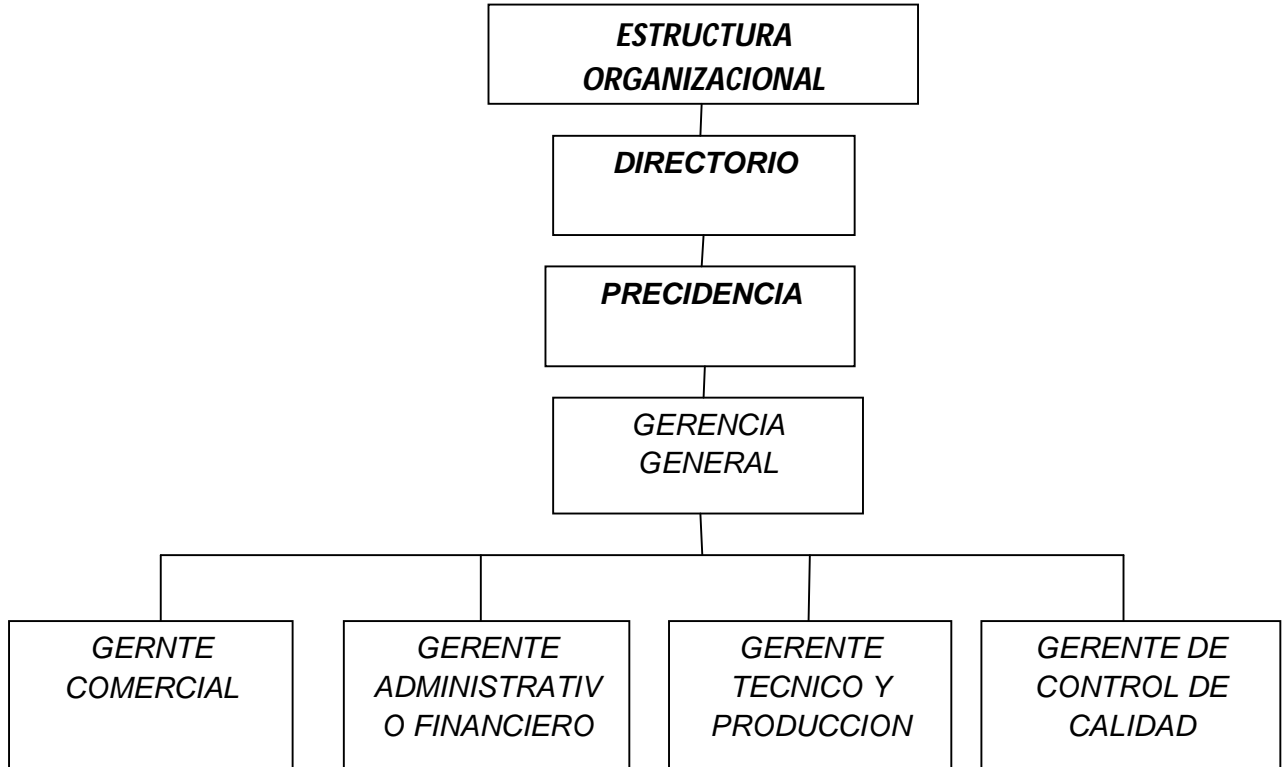 ESTRUCTURA
ORGANIZACIONAL
DIRECTORIO
PRECIDENCIA
GERENCIA
GENERAL
GERNTE
COMERCIAL
GERENTE
ADMINISTRATIV
O FINANCIERO
GERENTE
TECNICO Y
PRODUCCION
GERENTE DE
CONTROL DE
CALIDAD